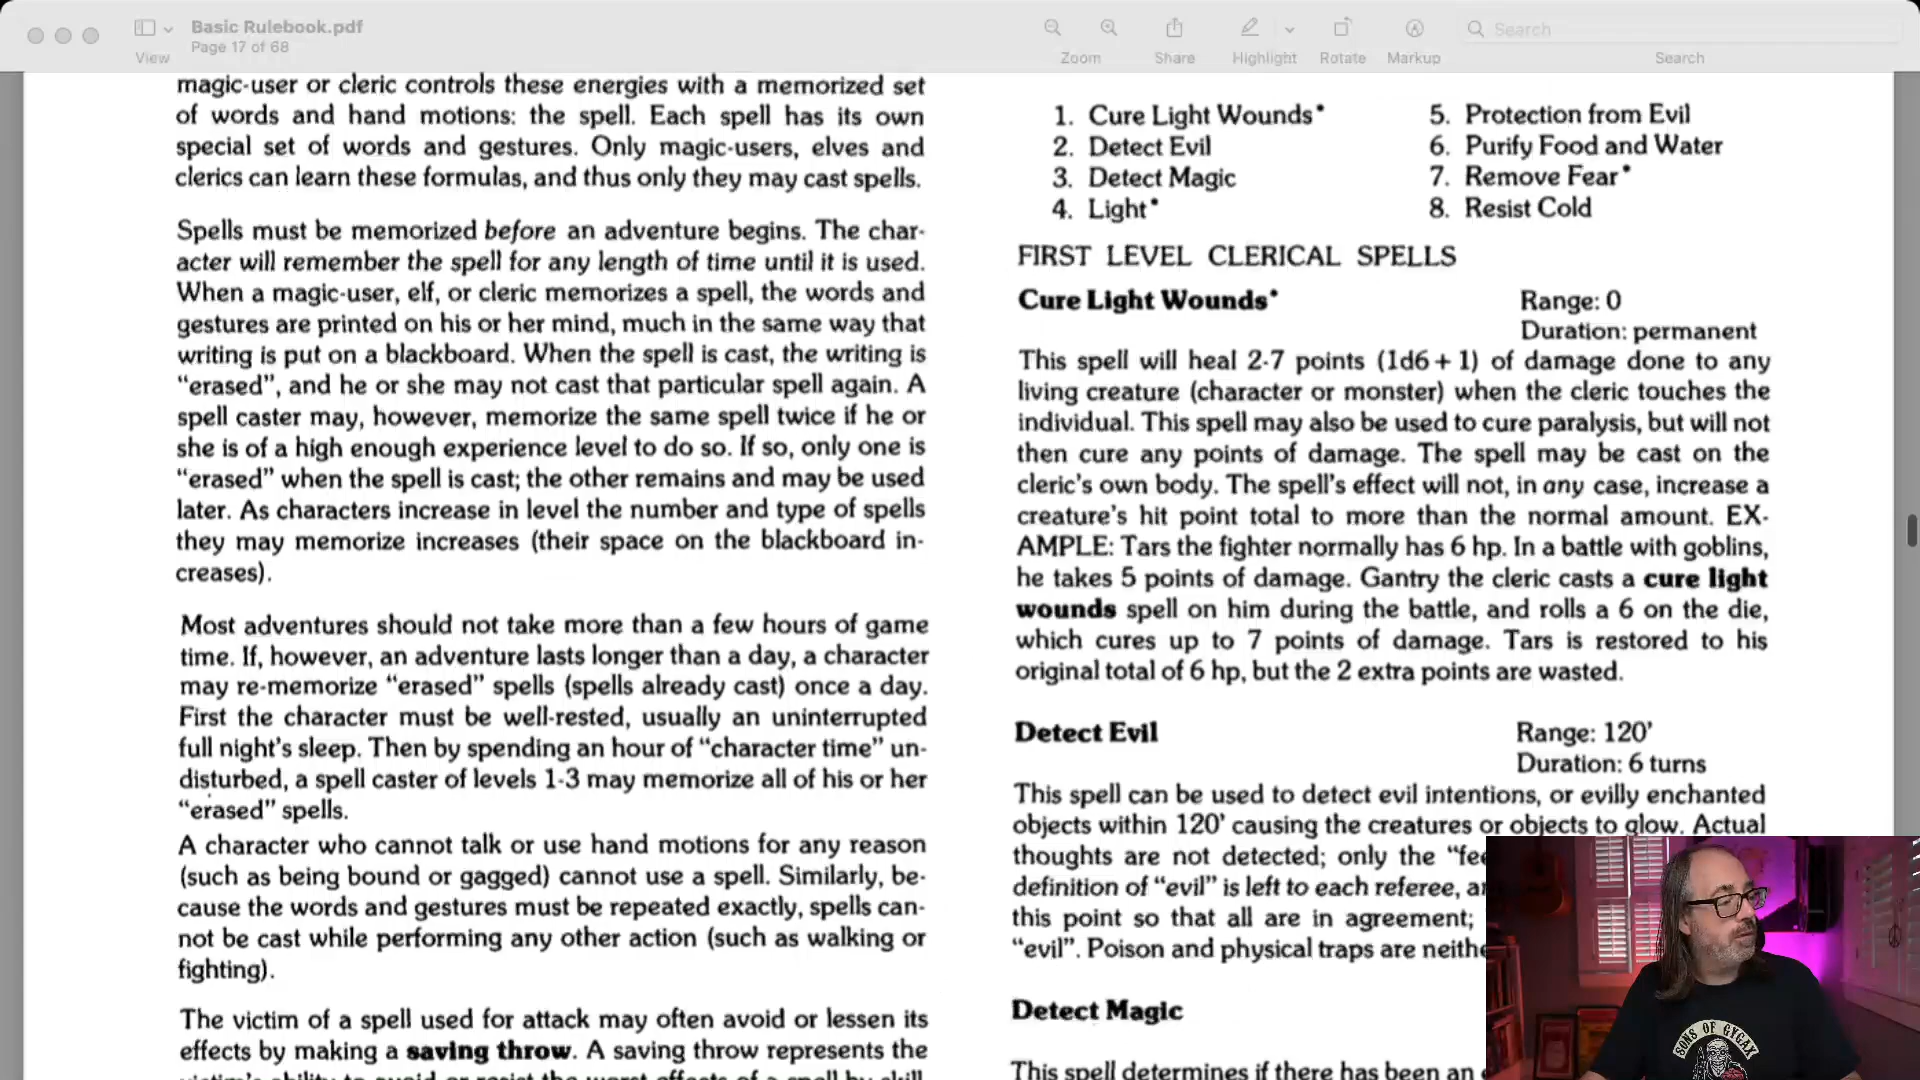 Basic Rulebook.pdf
Page 17 of 68
View
Zoom
Share
Highlight
Rotate
Markup
Search
Search
magic-user or cleric controls these energies with a memorized set
of words and hand motions: the spell. Each spell has its own
special set of words and gestures. Only magic-users, elves and
clerics can learn these formulas, and thus only they may cast spells.
Spells must be memorized before an adventure begins. The char-
acter will remember the spell for any length of time until it is used.
When a magic-user, elf, or cleric memorizes a spell, the words and
gestures are printed on his or her mind, much in the same way that
writing is put on a blackboard. When the spell is cast, the writing is
“erased”, and he or she may not cast that particular spell again. A
spell caster may, however, memorize the same spell twice if he or
she is of a high enough experience level to do so. If so, only one is
“erased” when the spell is cast; the other remains and may be used
later. As characters increase in level the number and type of spells
they may memorize increases (their space on the blackboard in-
creases).
Most adventures should not take more than a few hours of game
time. If, however, an adventure lasts longer than a day, a character
may re-memorize “erased” spells (spells already cast) once a day.
First the character must be well-rested, usually an uninterrupted
full night’s sleep. Then by spending an hour of “character time” un-
disturbed, a spell caster of levels 1-3 may memorize all of his or her
“erased” spells.
A character who cannot talk or use hand motions for any reason
(such as being bound or gagged) cannot use a spell. Similarly, be-
cause the words and gestures must be repeated exactly, spells can-
not be cast while performing any other action (such as walking or
fighting).
The victim of a spell used for attack may often avoid or lessen its
effects by making a saving throw. A saving throw represents the
1. Cure Light Wounds*
2. Detect Evil
3. Detect Magic
4. Light*
5. Protection from Evil
6. Purify Food and Water
7. Remove Fear*
8. Resist Cold
FIRST LEVEL CLERICAL SPELLS
Cure Light Wounds* Range: 0
Duration: permanent
This spell will heal 2-7 points (1d6 + 1) of damage done to any
living creature (character or monster) when the cleric touches the
individual. This spell may also be used to cure paralysis, but will not
then cure any points of damage. The spell may be cast on the
cleric’s own body. The spell’s effect will not, in any case, increase a
creature’s hit point total to more than the normal amount. EX-
AMPLE: Tars the fighter normally has 6 hp. In a battle with goblins,
he takes 5 points of damage. Gantry the cleric casts a cure light
wounds spell on him during the battle, and rolls a 6 on the die,
which cures up to 7 points of damage. Tars is restored to his
original total of 6 hp, but the 2 extra points are wasted.
Detect Evil Range: 120’
Duration: 6 turns
This spell can be used to detect evil intentions, or evilly enchanted
objects within 120’ causing the creatures or objects to glow. Actual
thoughts are not detected; only the
definition of “evil” is left to each referee,
this point so that all are in agreement;
“evil”. Poison and physical traps are
Detect Magic
This spell determines if there has been an
SONS OF GYGAX